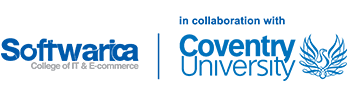 Softwarica
College of IT & E-commerce
in collaboration with
Coventry
University